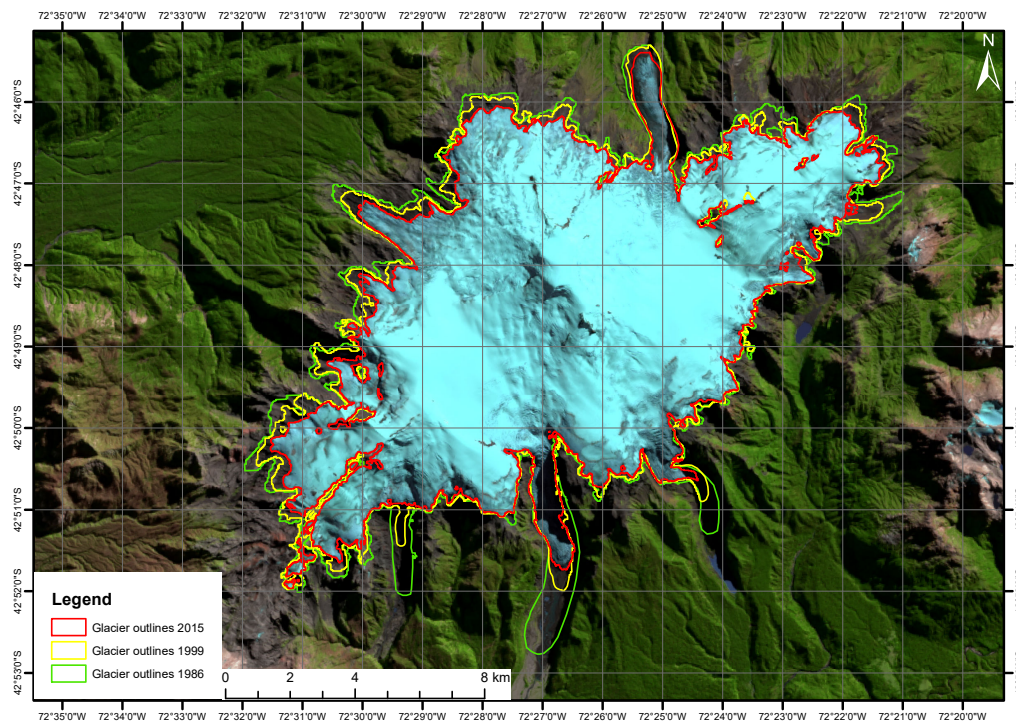 72°35'0"W 72°34'0"W 72°33'0"W 72°32'0"W 72°31'0"W 72°30'0"W 72°29'0"W 72°28'0"W 72°27'0"W 72°26'0"W 72°25'0"W 72°24'0"W 72°23'0"W 72°22'0"W 72°21'0"W 72°20'0"W
N
42°46'0"S
42°47'0"S
42°48'0"S
42°49'0"S
42°50'0"S
42°51'0"S
42°52'0"S
42°53'0"S
Legend
Glacier outlines 2015
Glacier outlines 1999
Glacier outlines 1986
0 2 4 8 km
72°35'0"W 72°34'0"W 72°33'0"W 72°32'0"W 72°31'0"W 72°30'0"W 72°29'0"W 72°28'0"W 72°27'0"W 72°26'0"W 72°25'0"W 72°24'0"W 72°23'0"W 72°22'0"W 72°21'0"W 72°20'0"W